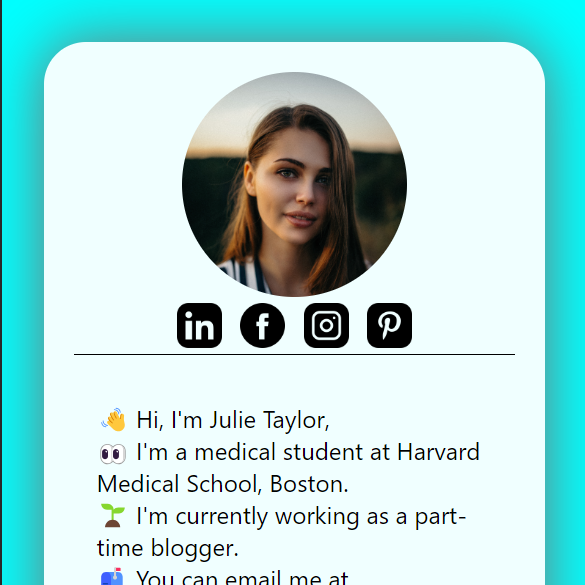 in
f
👋 Hi, I'm Julie Taylor,
👀 I'm a medical student at Harvard
Medical School, Boston.
🌱 I'm currently working as a part-
time blogger.
📫 You can email me at